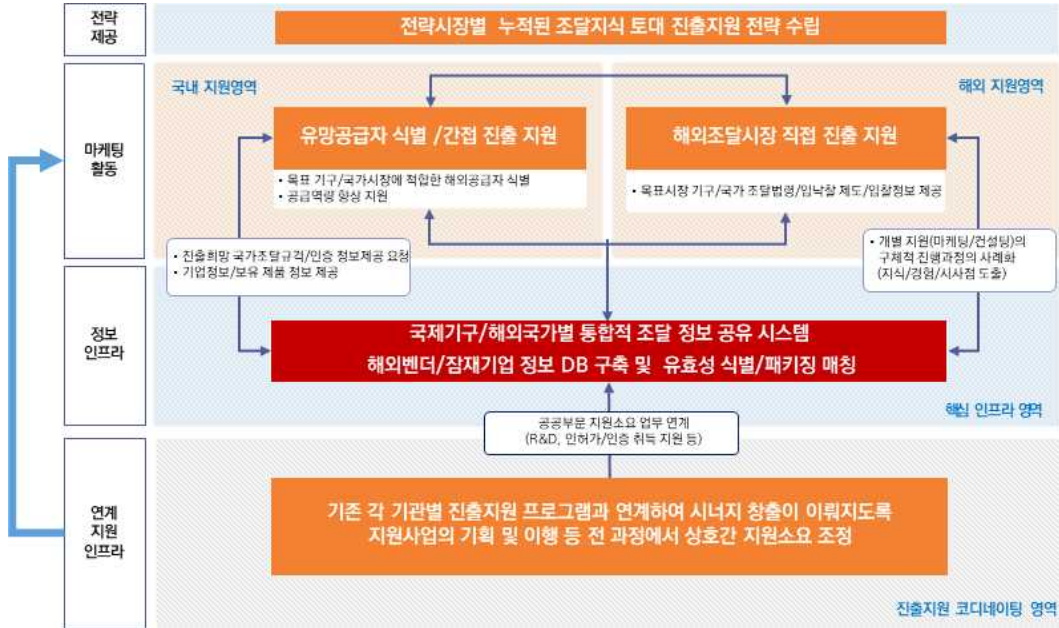 전략
제공
전략시장별 누적된 조달지식 토대 진출지원 전략 수립
마케팅
활동
국내 지원영역
해외 지원영역
유망공급자 식별 /간접 진출 지원
• 목표 기구/국가시장에 적합한 해외공급자 식별
• 공급역량 향상 지원
해외조달시장 직접 진출 지원
• 목표시장 기구/국가 조달법령/입낙찰 제도/입찰정보 제공
• 진출희망 국가조달규격/인증 정보제공 요청
• 기업정보/보유 제품 정보 제공
• 개별 지원(마케팅/컨설팅)의
구체적 진행과정의 사례화
(지식/경험/시사점 도출)
정보
인프라
국제기구/해외국가별 통합적 조달 정보 공유 시스템
해외벤더/잠재기업 정보 DB 구축 및 유효성 식별/패키징 매칭
핵심 인프라 영역
공공부문 지원소요 업무 연계
(R&D, 인허가/인증 취득 지원 등)
연계
지원
인프라
기존 각 기관별 진출지원 프로그램과 연계하여 시너지 창출이 이뤄지도록
지원사업의 기획 및 이행 등 전 과정에서 상호간 지원소요 조정
진출지원 코디네이팅 영역